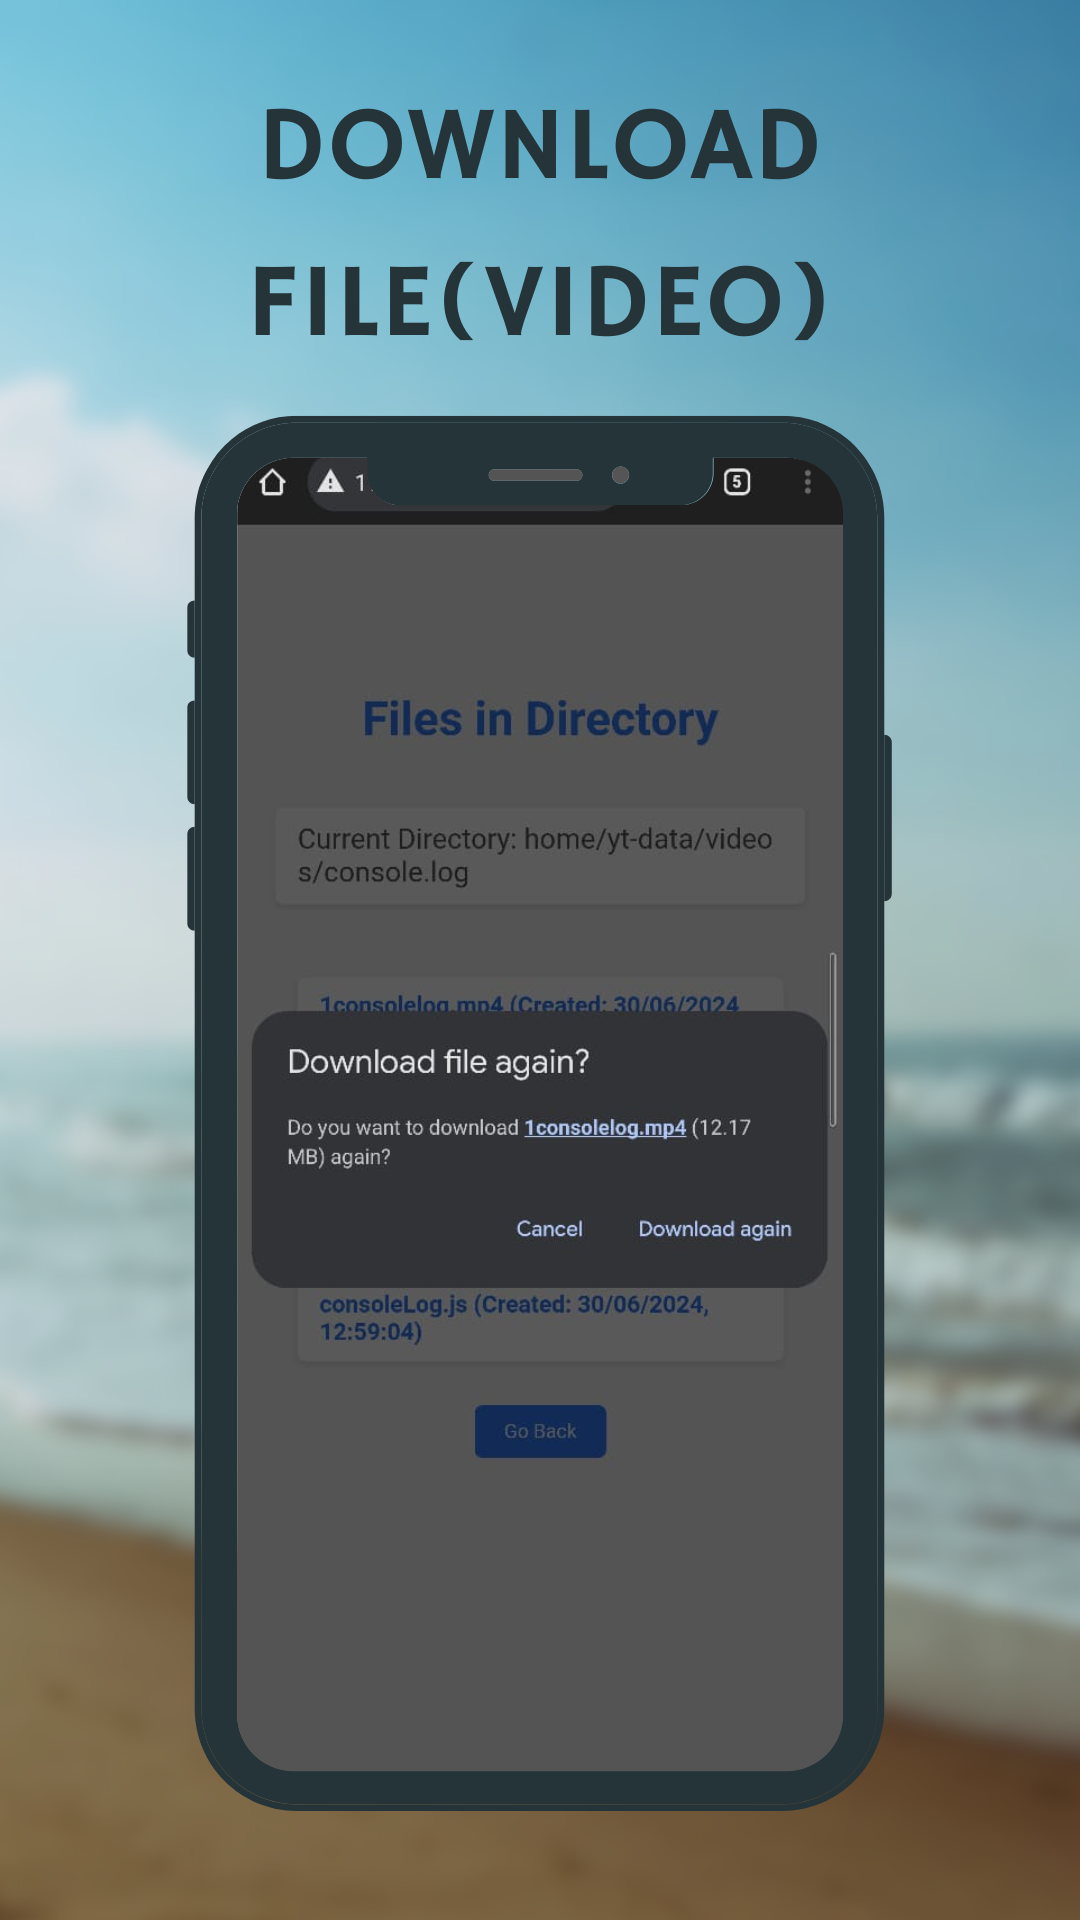 DOWNLOAD
FILE(VIDEO)
5
Files in Directory
Current Directory: home/yt-data/video
s/console.log
1consolelog.mp4 (Created: 30/06/2024
Download file again?
Do you want to download 1consolelog.mp4 (12.17
MB) again?
Cancel Download again
consoleLog.js (Created: 30/06/2024,
12:59:04)
Go Back